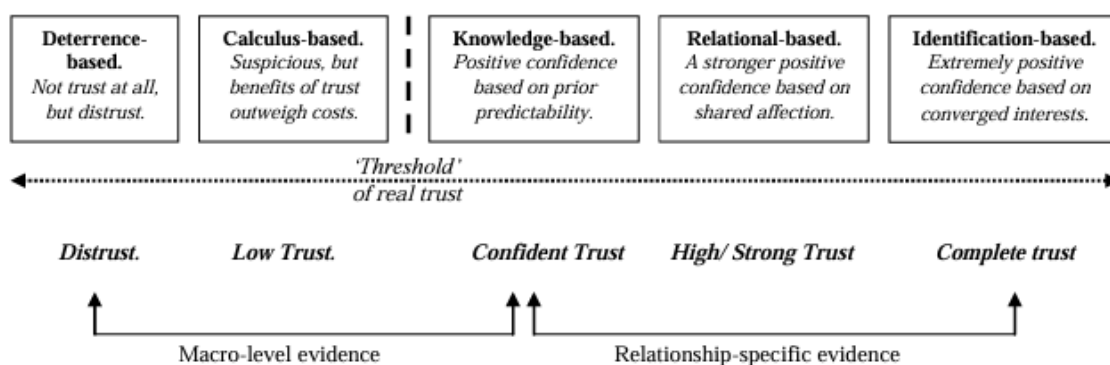 Deterrence-
based.
Not trust at all,
but distrust.
Calculus-based.
Suspicious, but
benefits of trust
outweigh costs.
Knowledge-based.
Positive confidence
based on prior
predictability.
Relational-based.
A stronger positive
confidence based on
shared affection.
Identification-based.
Extremely positive
confidence based on
converged interests.
'Threshold'
of real trust
Distrust.
Low Trust.
Confident Trust
High/ Strong Trust
Complete trust
Macro-level evidence
Relationship-specific evidence